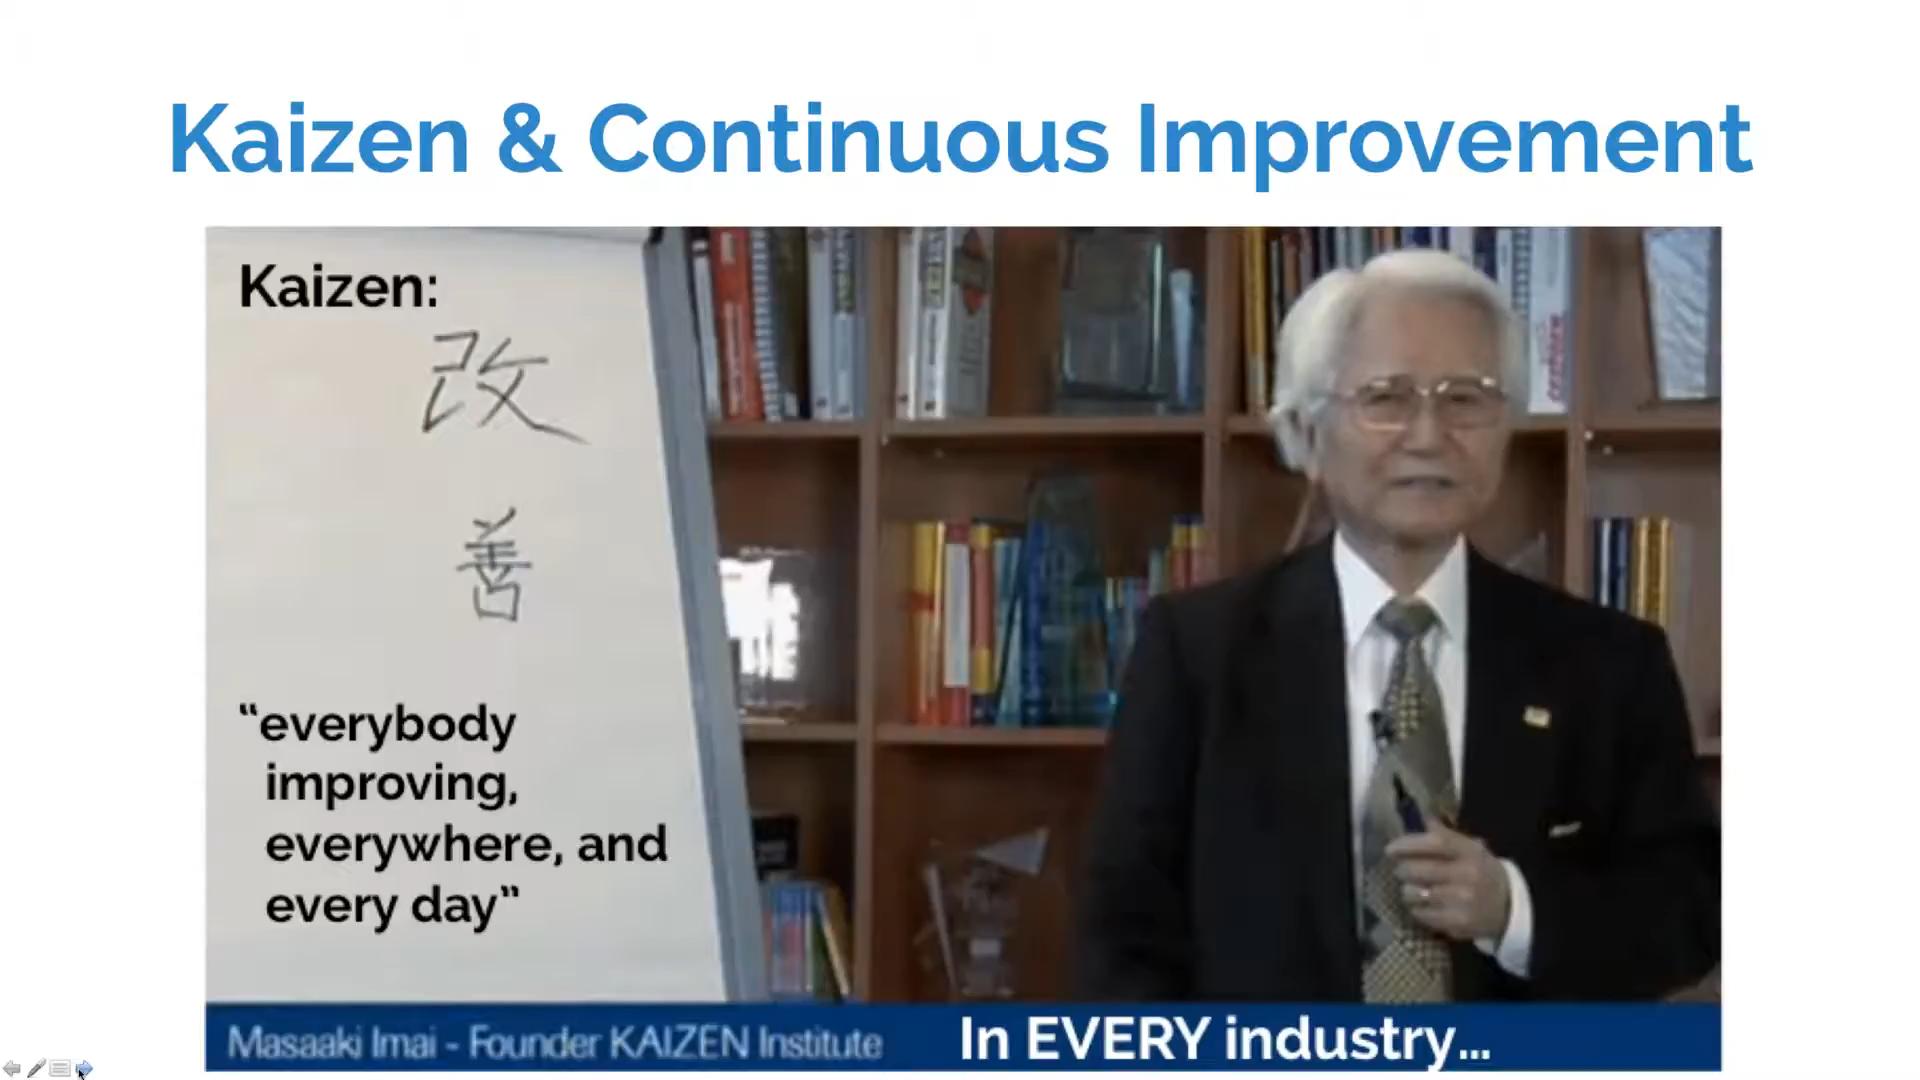 Kaizen & Continuous Improvement
Kaizen:
改
善
“everybody
improving,
everywhere, and
every day”
Masaaki Imai - Founder KAIZEN Institute
In EVERY industry...